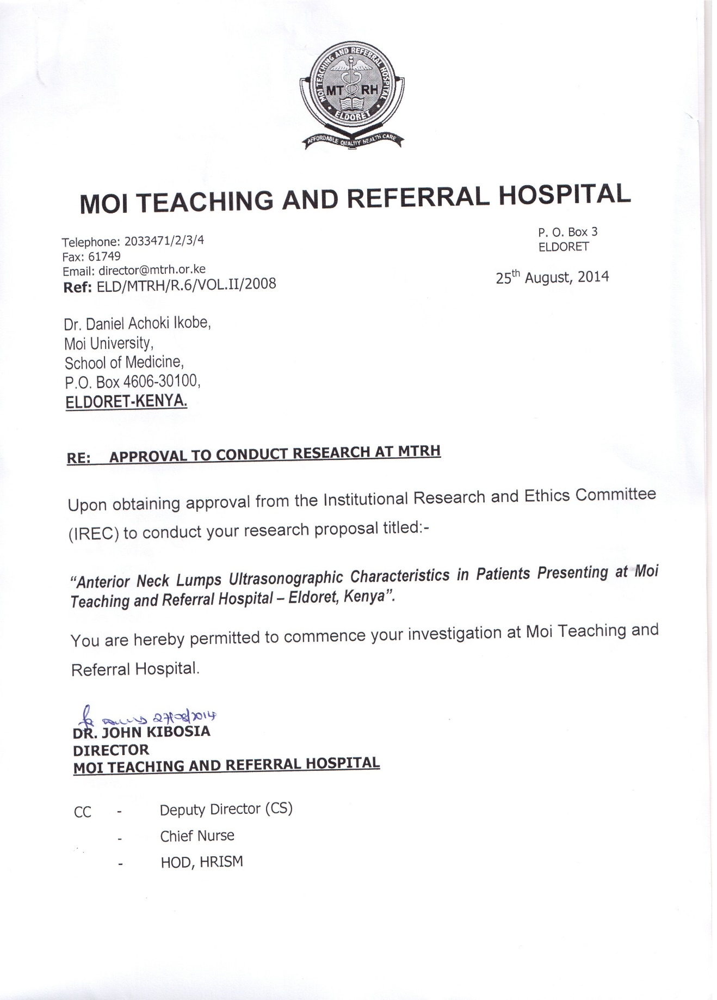 MOI TEACHING AND REFERRAL HOSPITAL
MT RH
ELDORET
AFFORDABLE QUALITY HEALTH CARE
MOI TEACHING AND REFERRAL HOSPITAL
Telephone: 2033471/2/3/4
Fax: 61749
Email: director@mtrh.or.ke
Ref: ELD/MTRH/R.6/VOL.II/2008
P. O. Box 3
ELDORET
25th August, 2014
Dr. Daniel Achoki Ikobe,
Moi University,
School of Medicine,
P.O. Box 4606-30100,
ELDORET-KENYA.
RE: APPROVAL TO CONDUCT RESEARCH AT MTRH
Upon obtaining approval from the Institutional Research and Ethics Committee
(IREC) to conduct your research proposal titled:-
“Anterior Neck Lumps Ultrasonographic Characteristics in Patients Presenting at Moi
Teaching and Referral Hospital – Eldoret, Kenya”.
You are hereby permitted to commence your investigation at Moi Teaching and
Referral Hospital.
27/08/2014
DR. JOHN KIBOSIA
DIRECTOR
MOI TEACHING AND REFERRAL HOSPITAL
CC - Deputy Director (CS)
- Chief Nurse
- HOD, HRISM